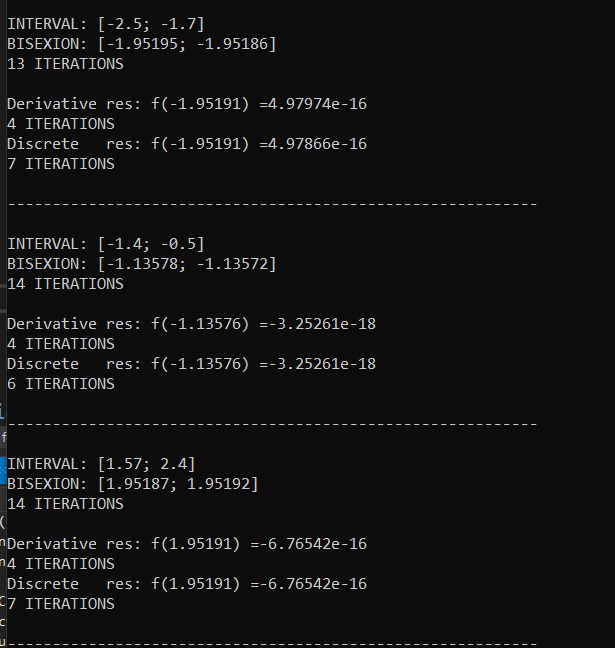 INTERVAL: [-2.5; -1.7]
BISEXION: [-1.95195; -1.95186]
13 ITERATIONS
Derivative res: f(-1.95191) =4.97974e-16
4 ITERATIONS
Discrete   res: f(-1.95191) =4.97866e-16
7 ITERATIONS
-----------------------------------------------------------
INTERVAL: [-1.4; -0.5]
BISEXION: [-1.13578; -1.13572]
14 ITERATIONS
Derivative res: f(-1.13576) =-3.25261e-18
4 ITERATIONS
Discrete   res: f(-1.13576) =-3.25261e-18
6 ITERATIONS
-----------------------------------------------------------
INTERVAL: [1.57; 2.4]
BISEXION: [1.95187; 1.95192]
14 ITERATIONS
Derivative res: f(1.95191) =-6.76542e-16
4 ITERATIONS
Discrete   res: f(1.95191) =-6.76542e-16
7 ITERATIONS
-----------------------------------------------------------